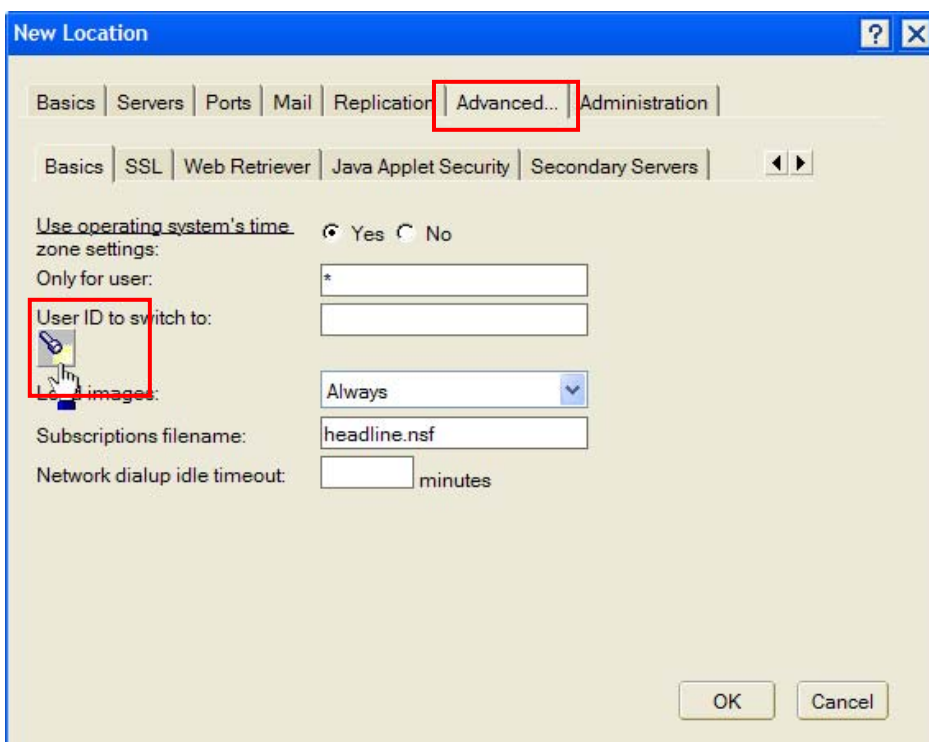 New Location
Basics Servers Ports Mail Replication Advanced... Administration
Basics SSL Web Retriever Java Applet Security Secondary Servers
Use operating system's time
zone settings:
Yes No
Only for user:
*
User ID to switch to:
Load images:
Always
Subscriptions filename:
headline.nsf
Network dialup idle timeout:
minutes
OK Cancel